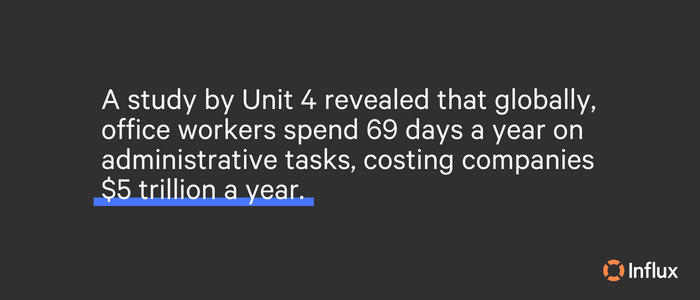 A study by Unit 4 revealed that globally,
office workers spend 69 days a year on
administrative tasks, costing companies
$5 trillion a year.
Influx